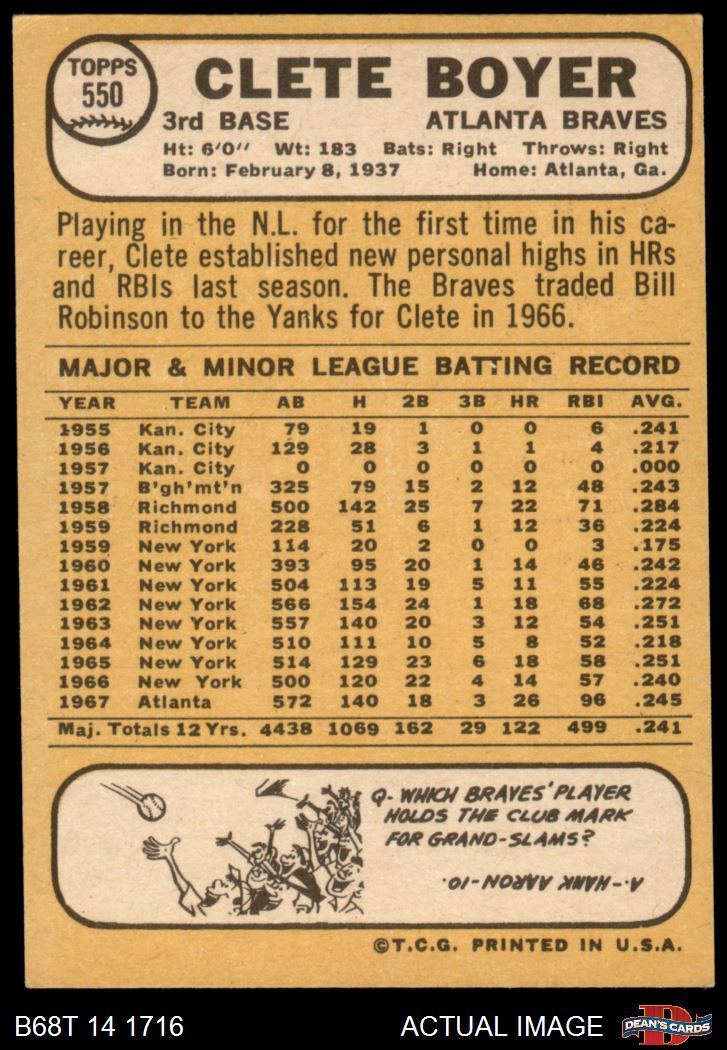 TOPPS
550
CLETE BOYER
3rd BASE ATLANTA BRAVES
Ht: 6'0'' Wt: 183 Bats: Right Throws: Right
Born: February 8, 1937 Home: Atlanta, Ga.
Playing in the N.L. for the first time in his ca-
reer, Clete established new personal highs in HRs
and RBIs last season. The Braves traded Bill
Robinson to the Yanks for Clete in 1966.
MAJOR & MINOR LEAGUE BATTING RECORD
YEAR TEAM AB H 2B 3B HR RBI AVG.
1955 Kan. City 79 19 1 0 0 6 .241
1956 Kan. City 129 28 3 1 1 4 .217
1957 Kan. City 0 0 0 0 0 0 .000
1957 B'gh'mt'n 325 79 15 2 12 48 .243
1958 Richmond 500 142 25 7 22 71 .284
1959 Richmond 228 51 6 1 12 36 .224
1959 New York 114 20 2 0 0 3 .175
1960 New York 393 95 20 1 14 46 .242
1961 New York 504 113 19 5 11 55 .224
1962 New York 566 154 24 1 18 68 .272
1963 New York 557 140 20 3 12 54 .251
1964 New York 510 111 10 5 8 52 .218
1965 New York 514 129 23 6 18 58 .251
1966 New York 500 120 22 4 14 57 .240
1967 Atlanta 572 140 18 3 26 96 .245
Maj. Totals 12 Yrs. 4438 1069 162 29 122 499 .241
Q- WHICH BRAVES' PLAYER
HOLDS THE CLUB MARK
FOR GRAND-SLAMS?
A.-HANK AARON-10.
©T.C.G. PRINTED IN U.S.A.
B68T 14 1716 ACTUAL IMAGE
D
DEAN'S CARDS